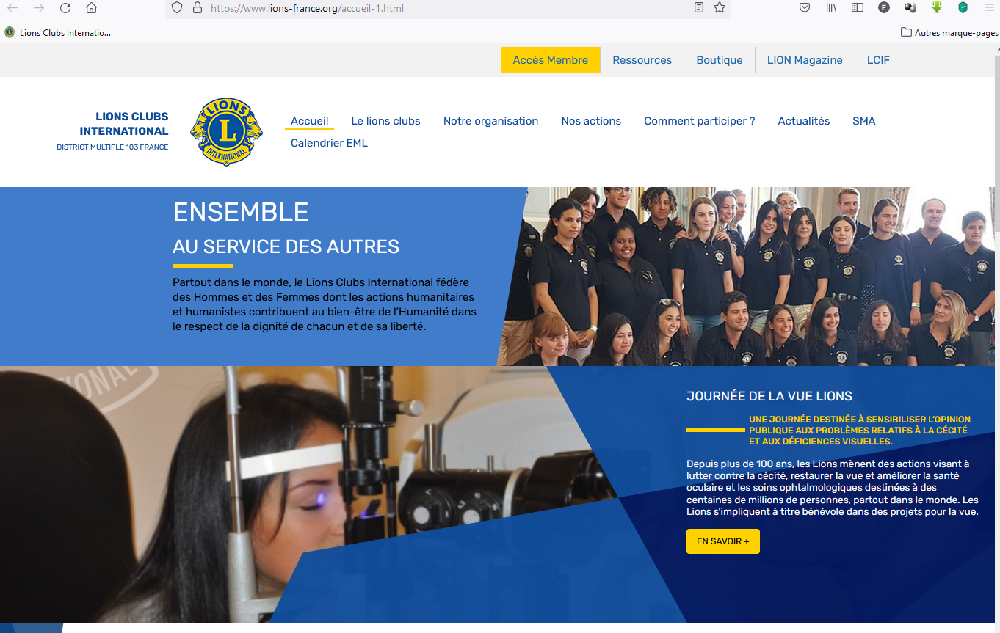 https://www.lions-france.org/accueil-1.html
Lions Clubs Internatio...
Autres marque-pages
Accès Membre
Ressources
Boutique
LION Magazine
LCIF
LIONS CLUBS
INTERNATIONAL
DISTRICT MULTIPLE 103 FRANCE
LIONS
L
INTERNATIONAL
Accueil
Le lions clubs
Notre organisation
Nos actions
Comment participer ?
Actualités
SMA
Calendrier EML
ENSEMBLE
AU SERVICE DES AUTRES
Partout dans le monde, le Lions Clubs International fédère
des Hommes et des Femmes dont les actions humanitaires
et humanistes contribuent au bien-être de l'Humanité dans
le respect de la dignité de chacun et de sa liberté.
JOURNÉE DE LA VUE LIONS
UNE JOURNÉE DESTINÉE À SENSIBILISER L'OPINION
PUBLIQUE AUX PROBLÈMES RELATIFS À LA CÉCITÉ
ET AUX DÉFICIENCES VISUELLES.
Depuis plus de 100 ans, les Lions mènent des actions visant à
lutter contre la cécité, restaurer la vue et améliorer la santé
oculaire et les soins ophtalmologiques destinées à des
centaines de millions de personnes, partout dans le monde. Les
Lions s'impliquent à titre bénévole dans des projets pour la vue.
EN SAVOIR +